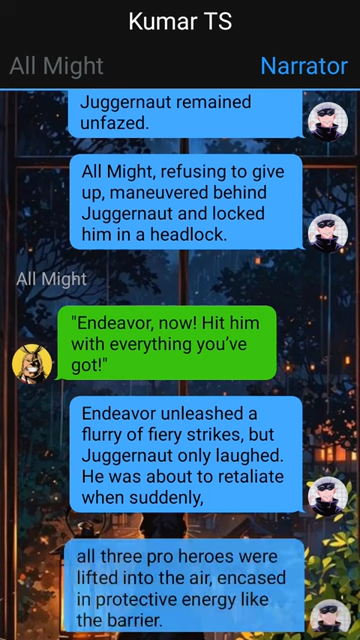 Kumar TS
All Might
Narrator
Juggernaut remained
unfazed.
All Might, refusing to give
up, maneuvered behind
Juggernaut and locked
him in a headlock.
All Might
"Endeavor, now! Hit him
with everything you've
got!"
Endeavor unleashed a
flurry of fiery strikes, but
Juggernaut only laughed.
He was about to retaliate
when suddenly,
all three pro heroes were
lifted into the air, encased
in protective energy like
the barrier.